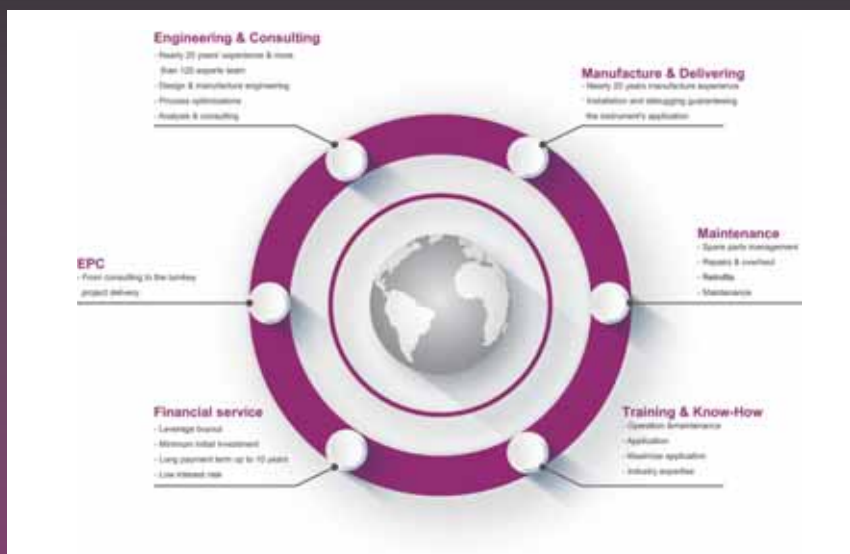 Engineering & Consulting
- Nearly 20 years' experience & more
than 120 experts team
- Design & manufacture engineering
- Process optimizations
- Analysis & consulting
Manufacture & Delivering
- Nearly 20 years manufacture experience
Installation and debugging guaranteeing
the instrument's application
EPC
- From consulting to the turnkey
project delivery
Maintenance
- Spare parts management
- Repairs & overhaul
- Retrofits
- Maintenance
Financial service
- Leverage buyout
- Minimum initial investment
- Long payment term up to 10 years
- Low interest risk
Training & Know-How
- Operation &maintenance
- Application
- Maximize application
- Industry expertise